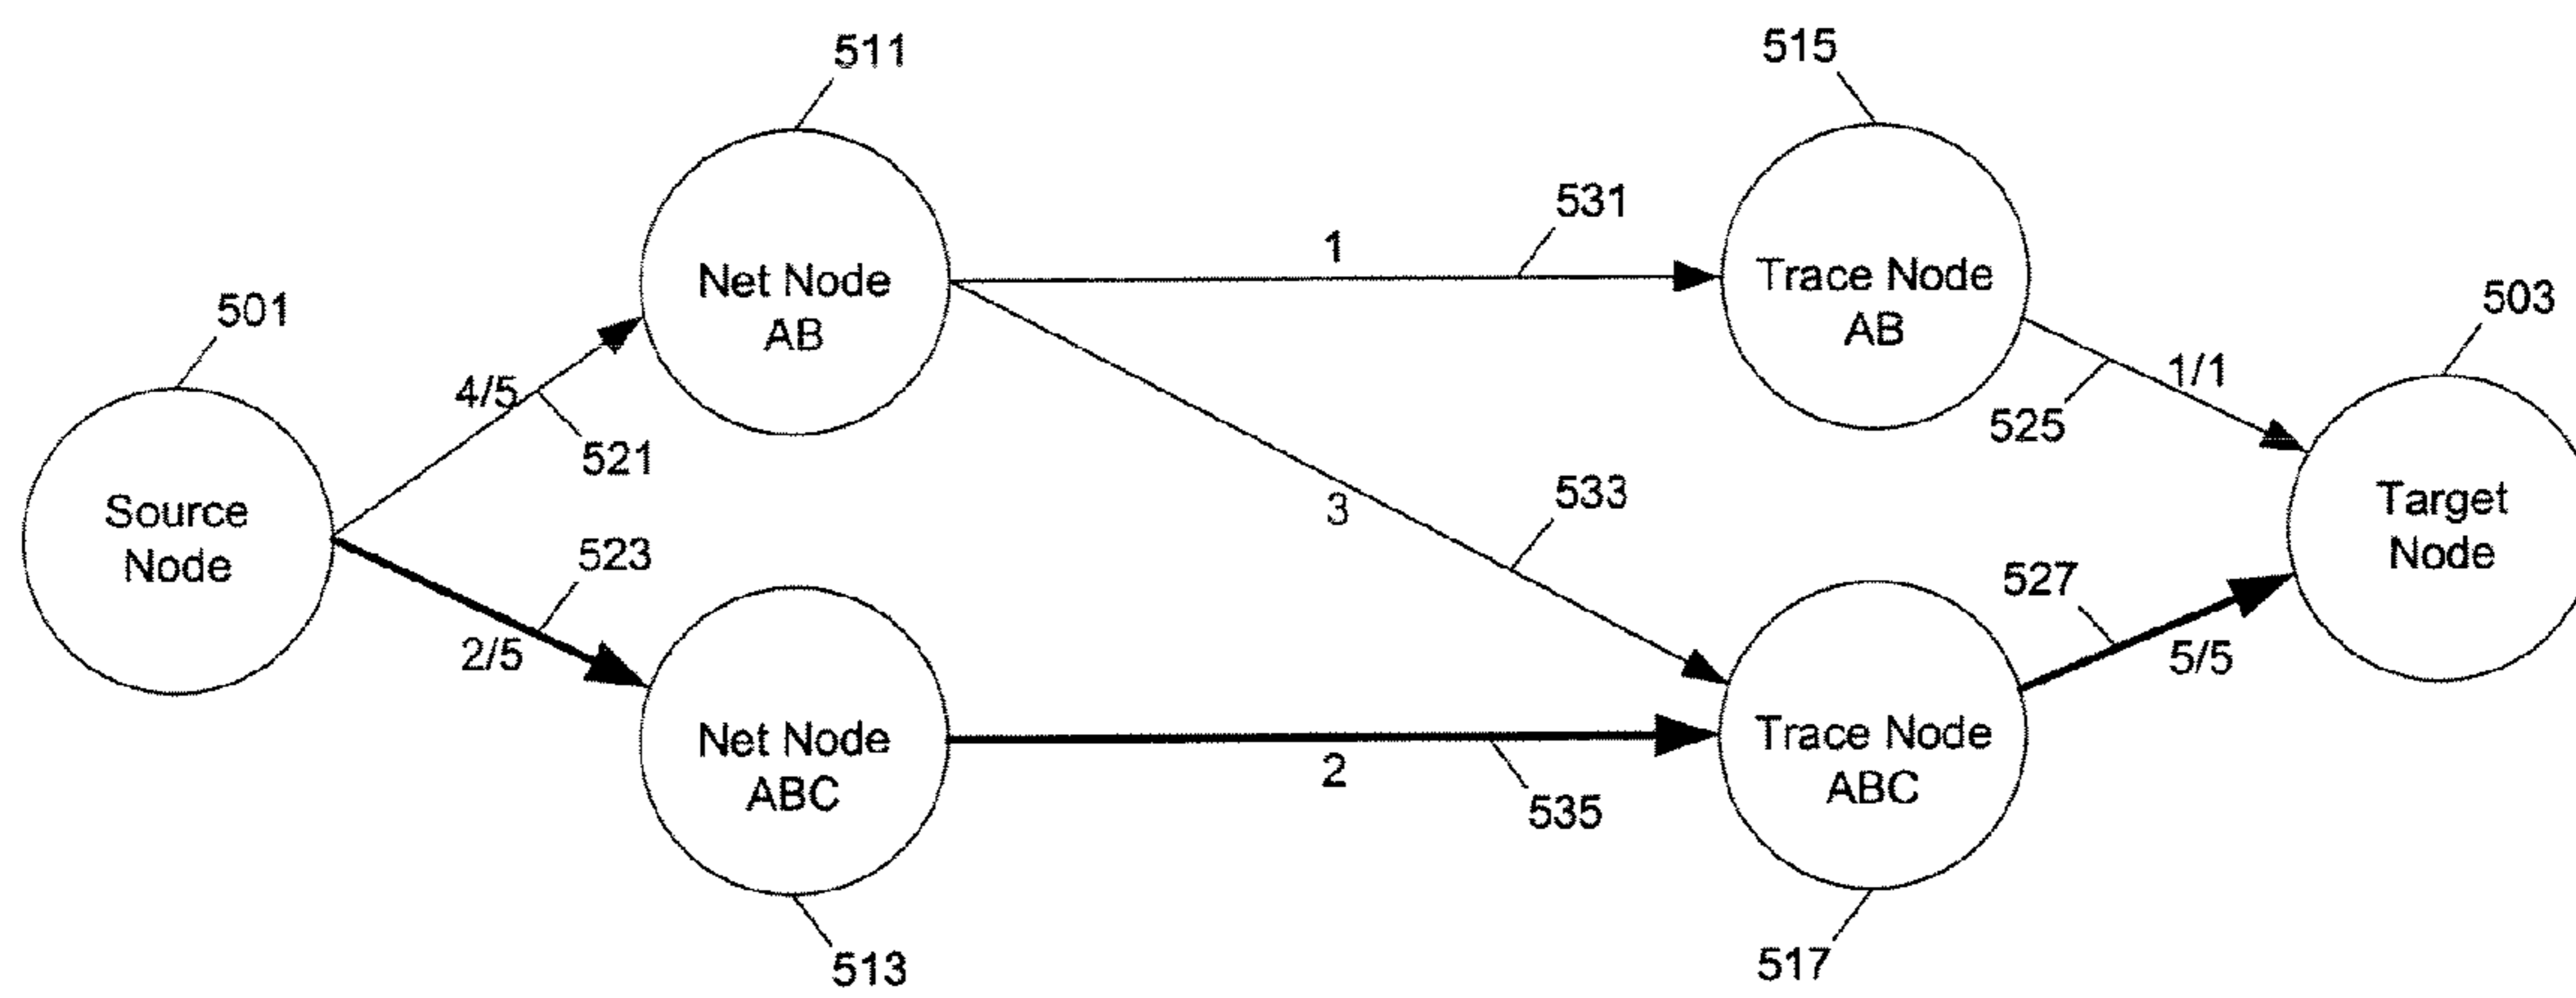 511
515
531
1
Net Node
AB
Trace Node
AB
503
501
4/5
521
1/1
525
533
3
Source
Node
523
2/5
Target
Node
527
5/5
Net Node
ABC
2
535
Trace Node
ABC
513
517